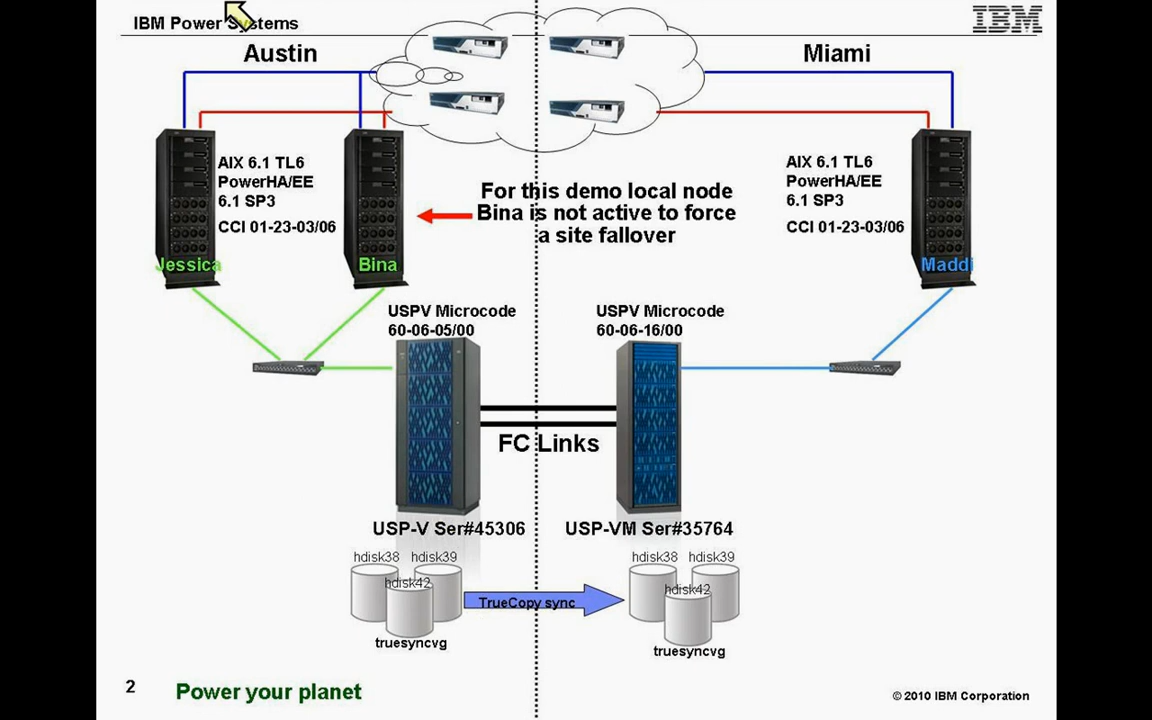 IBM Power Systems
IBM
Austin
Miami
AIX 6.1 TL6
PowerHA/EE
6.1 SP3
CCI 01-23-03/06
AIX 6.1 TL6
PowerHA/EE
6.1 SP3
CCI 01-23-03/06
For this demo local node
Bina is not active to force
a site fallover
Jessica
Bina
Maddi
USPV Microcode
60-06-05/00
USPV Microcode
60-06-16/00
FC Links
USP-V Ser#45306
USP-VM Ser#35764
hdisk38
hdisk39
hdisk42
truesyncvg
TrueCopy sync
hdisk38
hdisk39
hdisk42
truesyncvg
2
Power your planet
© 2010 IBM Corporation